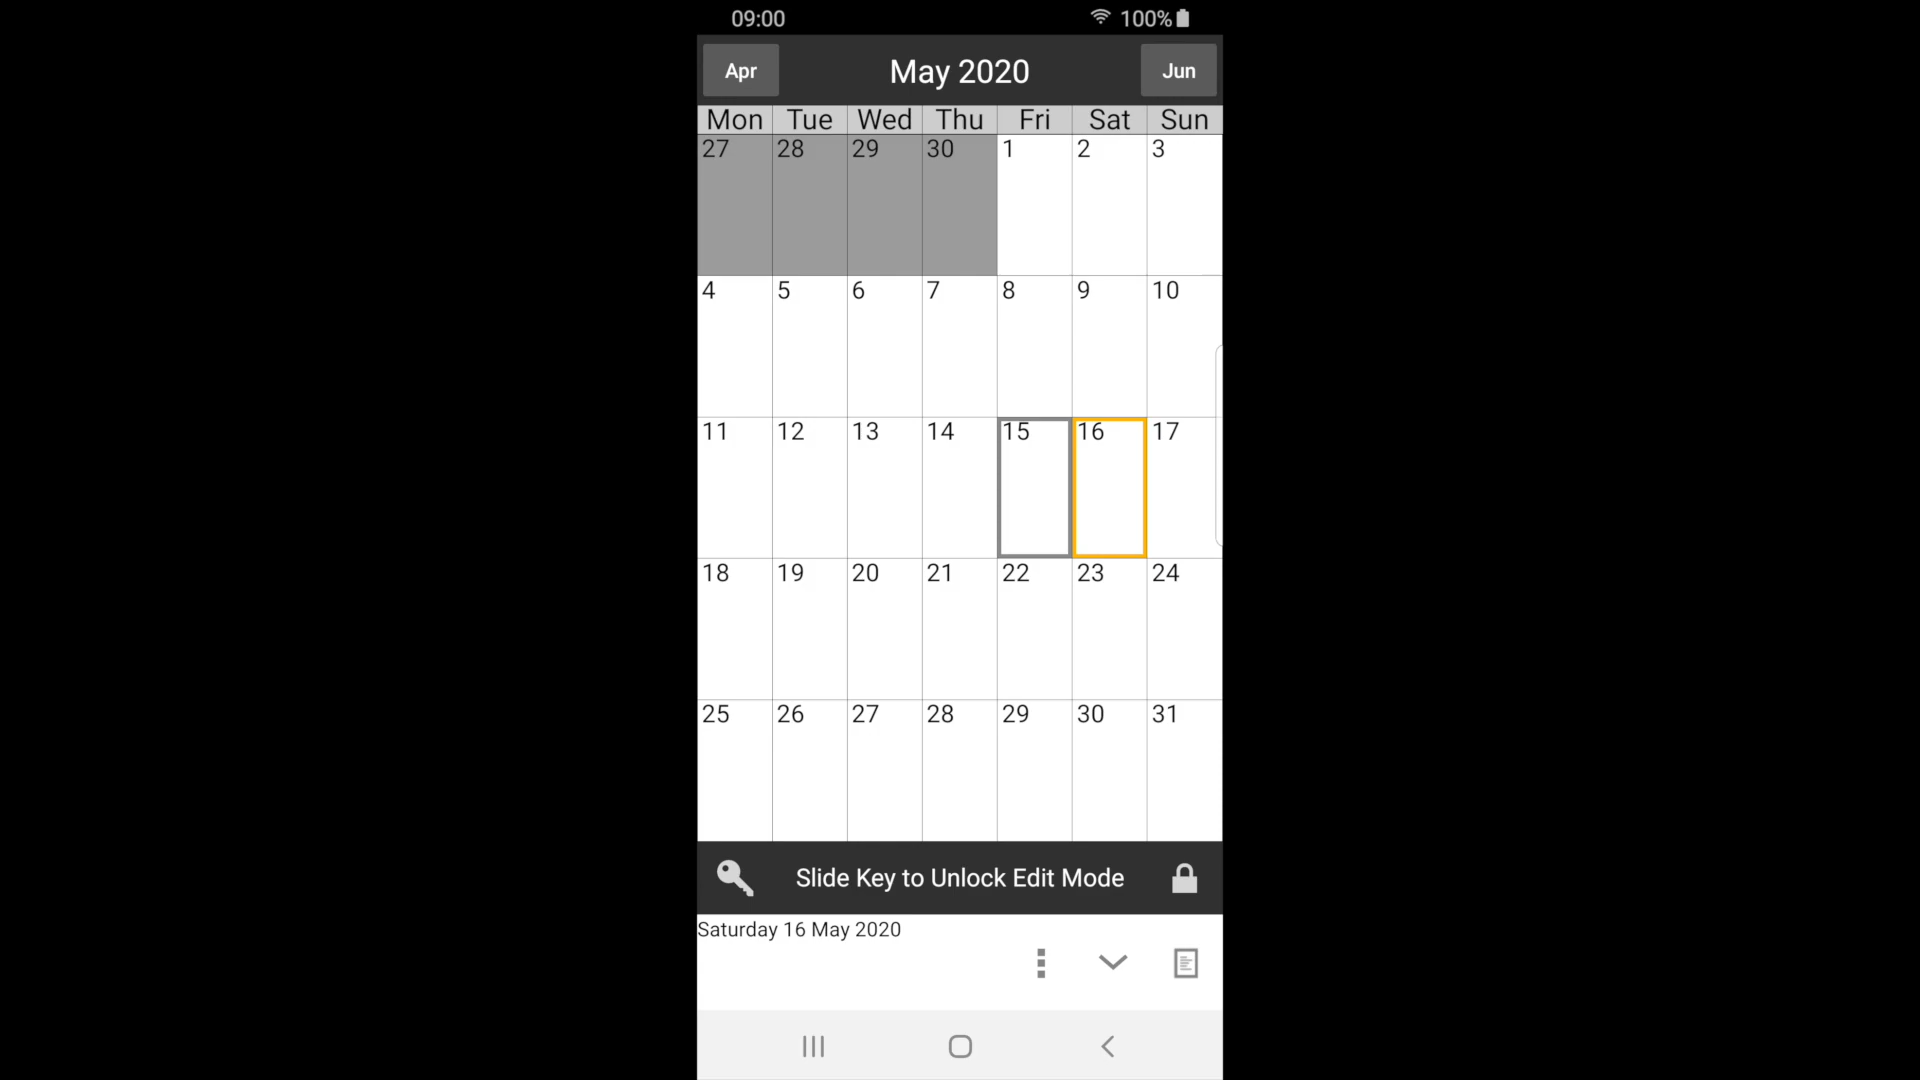 09:00 100%
Apr May 2020 Jun
Mon Tue Wed Thu Fri Sat Sun
27 28 29 30 1 2 3
4 5 6 7 8 9 10
11 12 13 14 15 16 17
18 19 20 21 22 23 24
25 26 27 28 29 30 31
Slide Key to Unlock Edit Mode
Saturday 16 May 2020